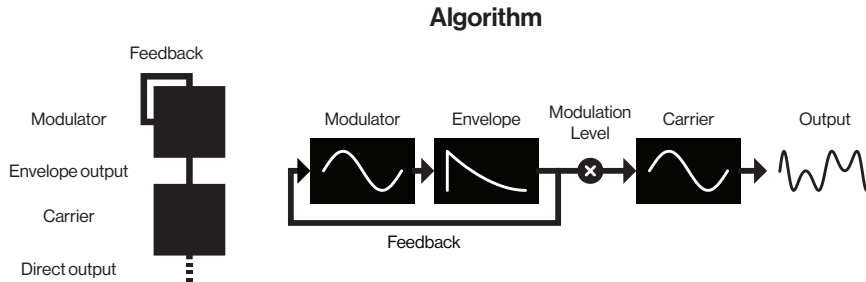 Algorithm
Feedback
Modulator
Envelope output
Carrier
Direct output
Modulator
Envelope
Modulation
Level
Carrier
Output
Feedback